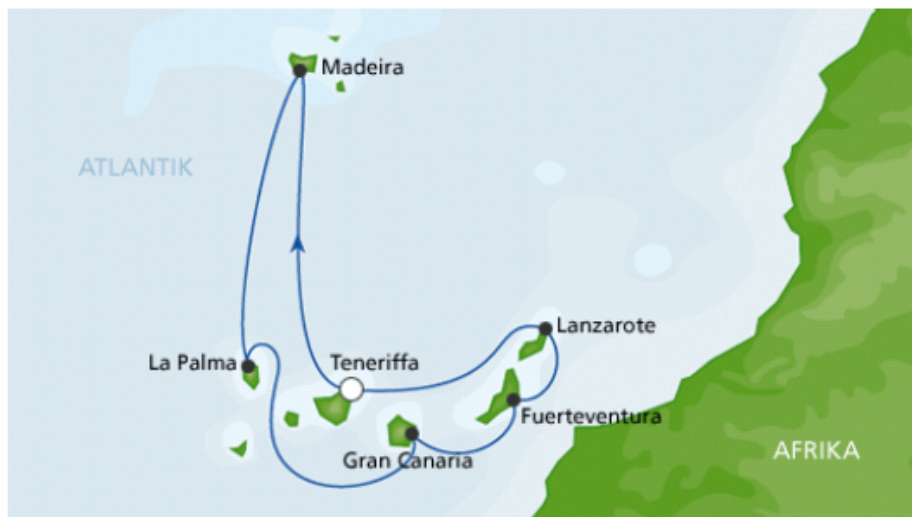 Madeira
ATLANTIK
Lanzarote
La Palma
Teneriffa
Fuerteventura
Gran Canaria
AFRIKA